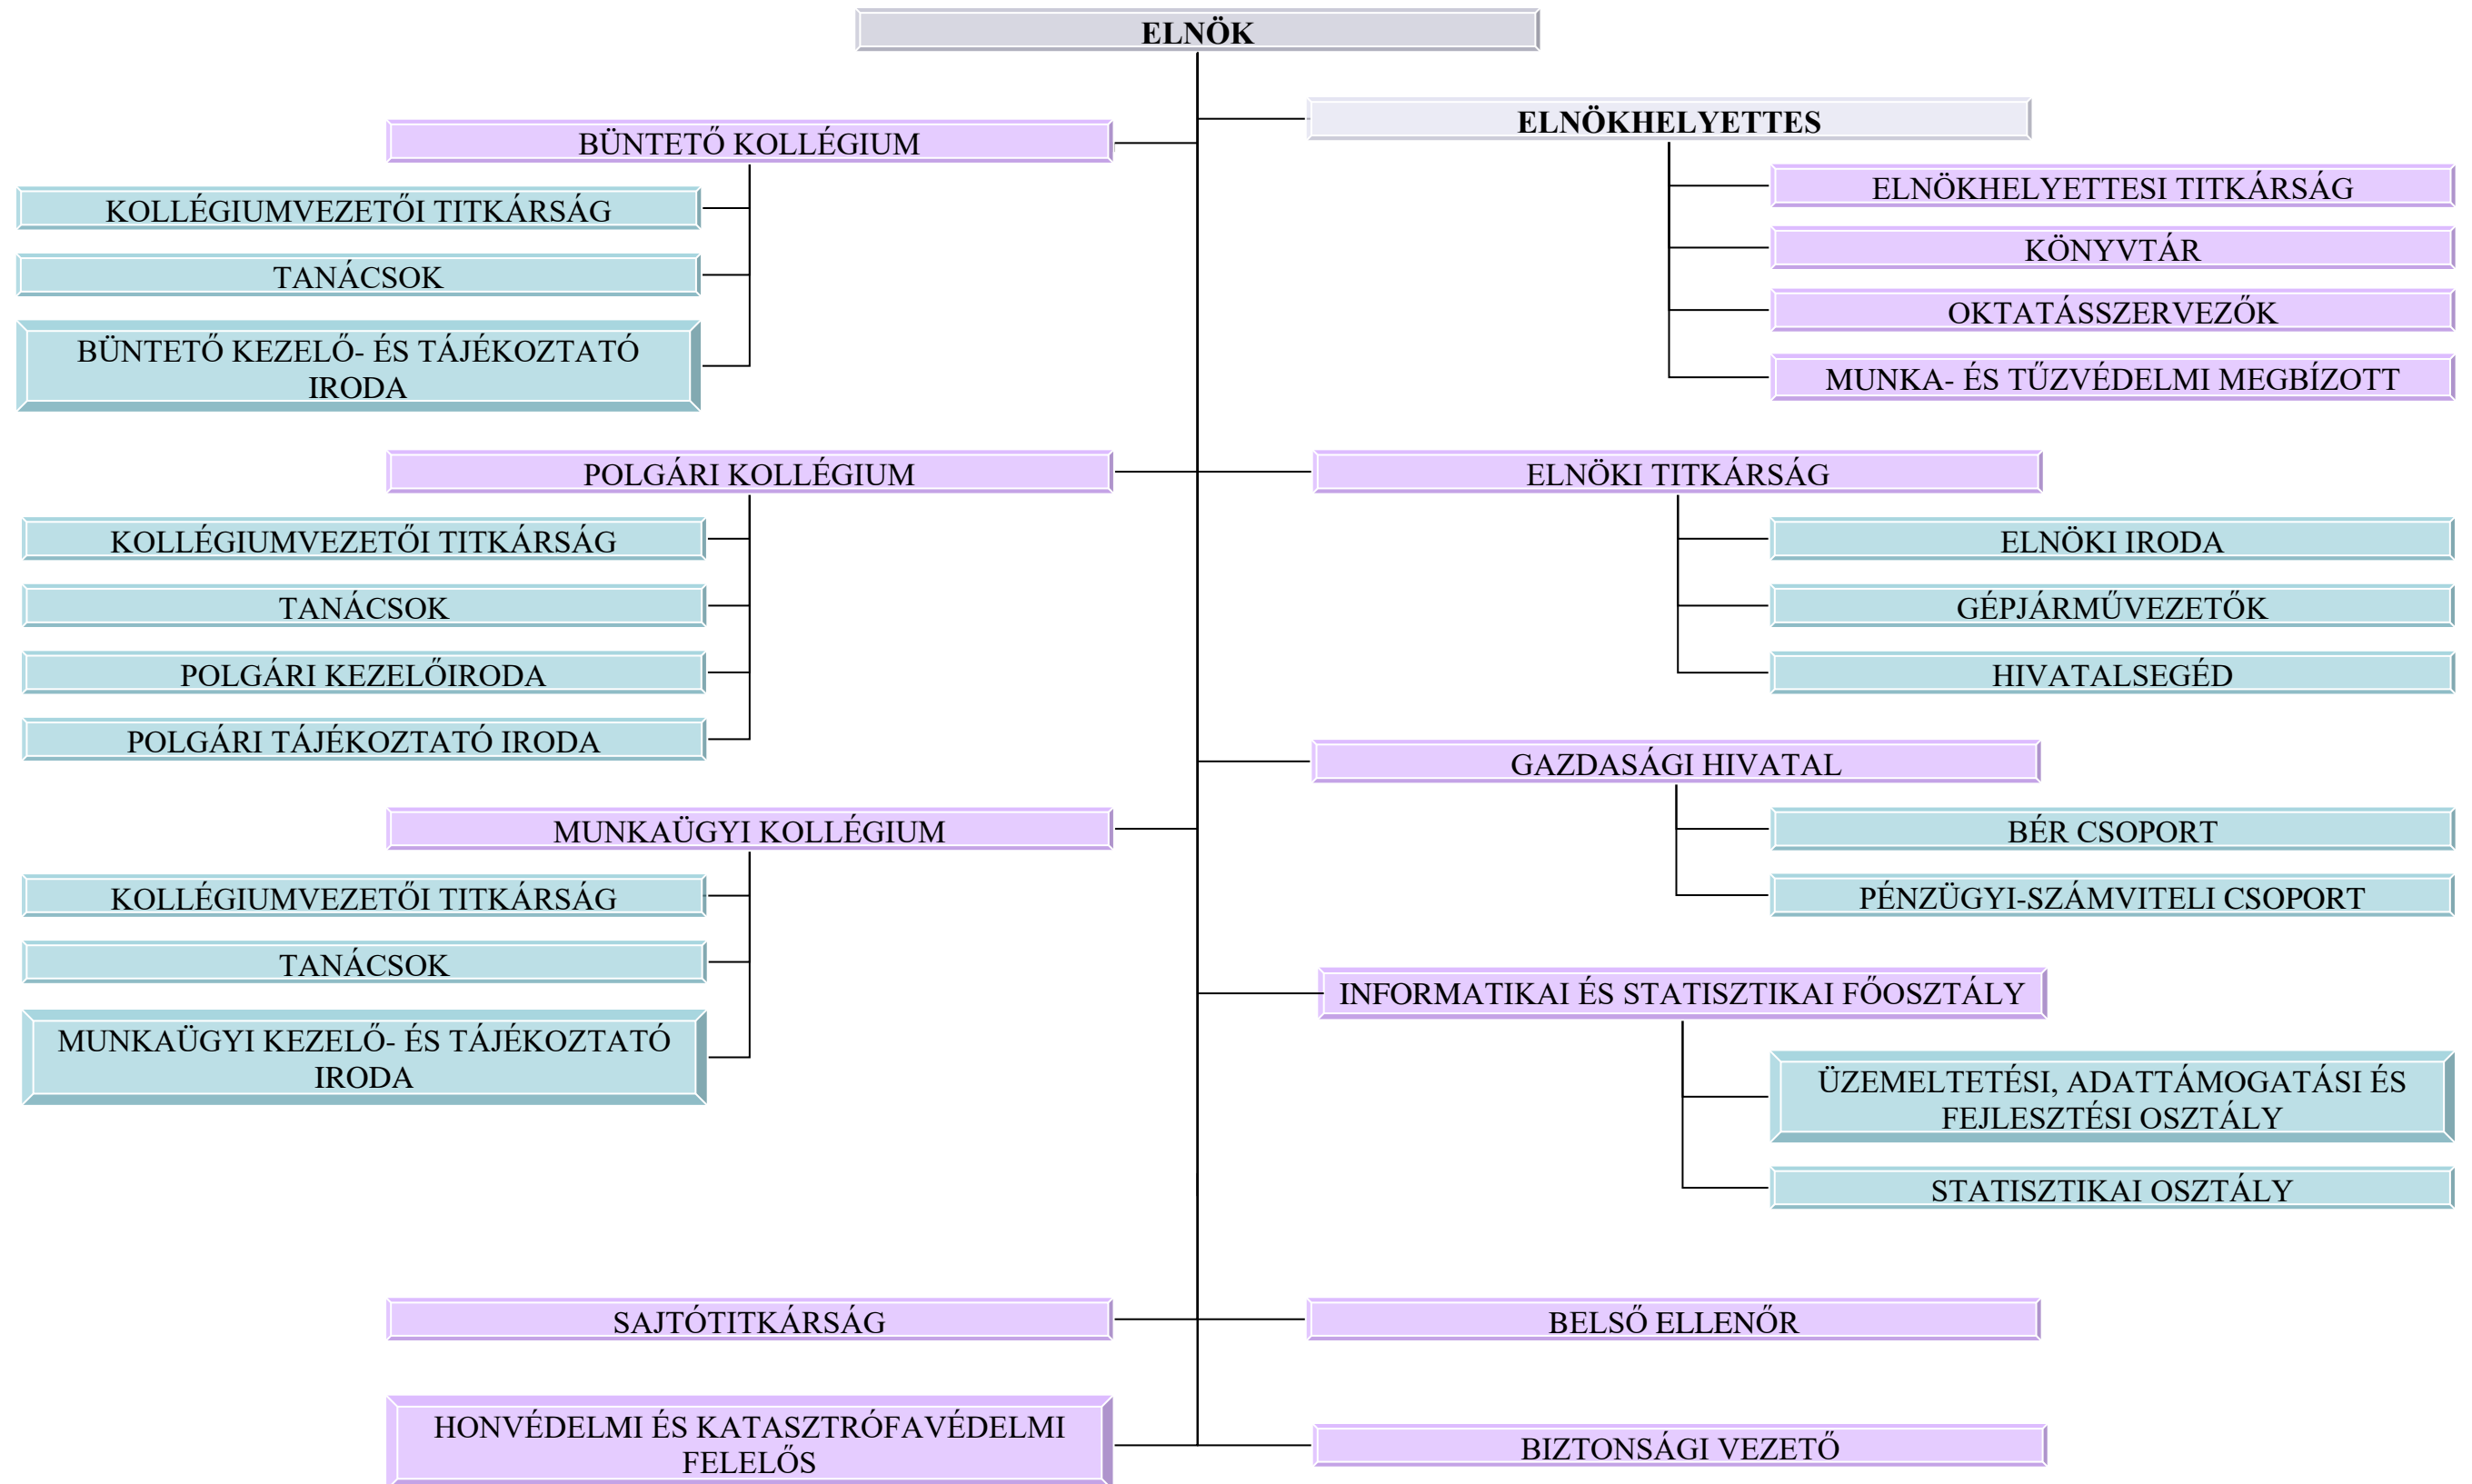 ELNÖK
ELNÖKHELYETTES
BÜNTETŐ KOLLÉGIUM
ELNÖKHELYETTESI TITKÁRSÁG
KOLLÉGIUMVEZETŐI TITKÁRSÁG
KÖNYVTÁR
TANÁCSOK
OKTATÁSSZERVEZŐK
BÜNTETŐ KEZELŐ- ÉS TÁJÉKOZTATÓ
IRODA
MUNKA- ÉS TŰZVÉDELMI MEGBÍZOTT
POLGÁRI KOLLÉGIUM
ELNÖKI TITKÁRSÁG
KOLLÉGIUMVEZETŐI TITKÁRSÁG
ELNÖKI IRODA
TANÁCSOK
GÉPJÁRMŰVEZETŐK
POLGÁRI KEZELŐIRODA
HIVATALSEGÉD
POLGÁRI TÁJÉKOZTATÓ IRODA
GAZDASÁGI HIVATAL
MUNKAÜGYI KOLLÉGIUM
BÉR CSOPORT
KOLLÉGIUMVEZETŐI TITKÁRSÁG
PÉNZÜGYI-SZÁMVITELI CSOPORT
TANÁCSOK
INFORMATIKAI ÉS STATISZTIKAI FŐOSZTÁLY
MUNKAÜGYI KEZELŐ- ÉS TÁJÉKOZTATÓ
IRODA
ÜZEMELTETÉSI, ADATTÁMOGATÁSI ÉS
FEJLESZTÉSI OSZTÁLY
STATISZTIKAI OSZTÁLY
SAJTÓTITKÁRSÁG
BELSŐ ELLENŐR
HONVÉDELMI ÉS KATASZTRÓFAVÉDELMI
FELELŐS
BIZTONSÁGI VEZETŐ